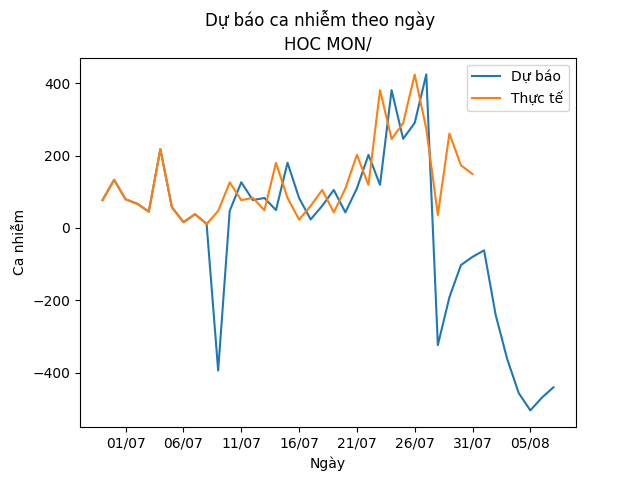 Dự báo ca nhiễm theo ngày
HOC MON/
Dự báo
Thực tế
Ca nhiễm
400
200
0
−200
−400
01/07 06/07 11/07 16/07 21/07 26/07 31/07 05/08
Ngày